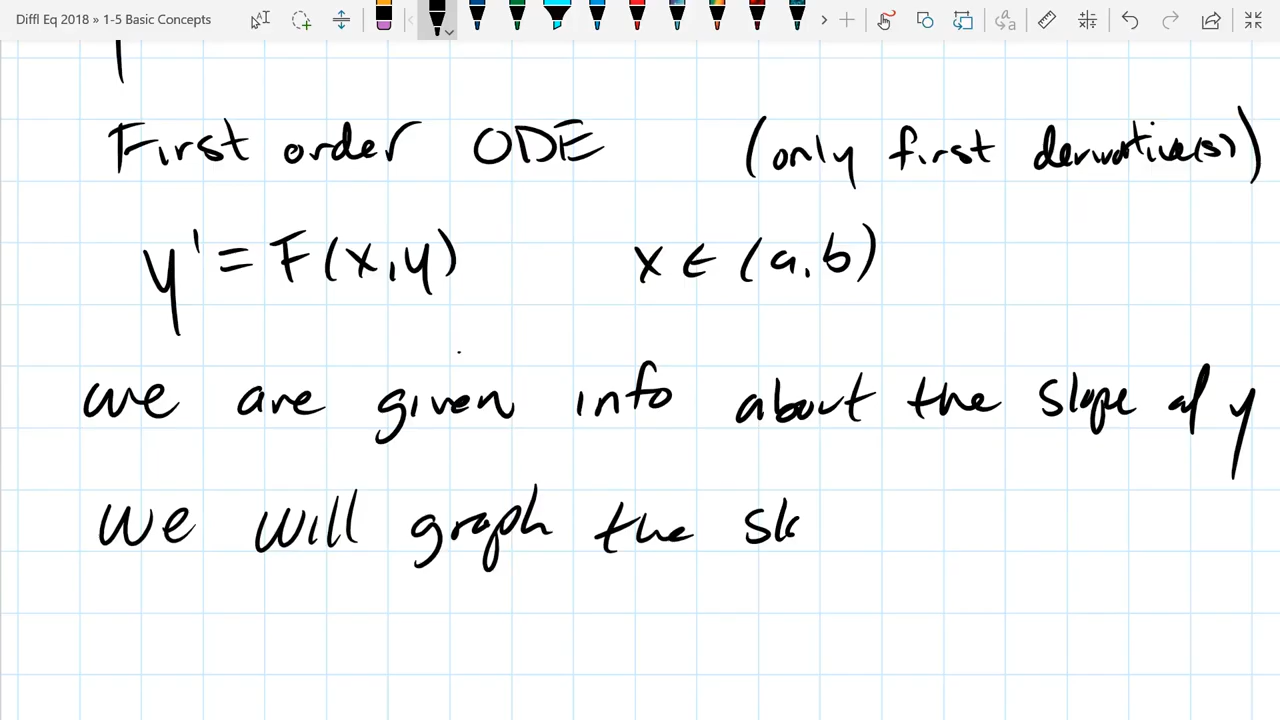 Diffl Eq 2018 » 1-5 Basic Concepts
First order ODE (only first derivative(s))
y' = F(x,y) x ∈ (a,b)
we are given info about the slope of y
we will graph the slo